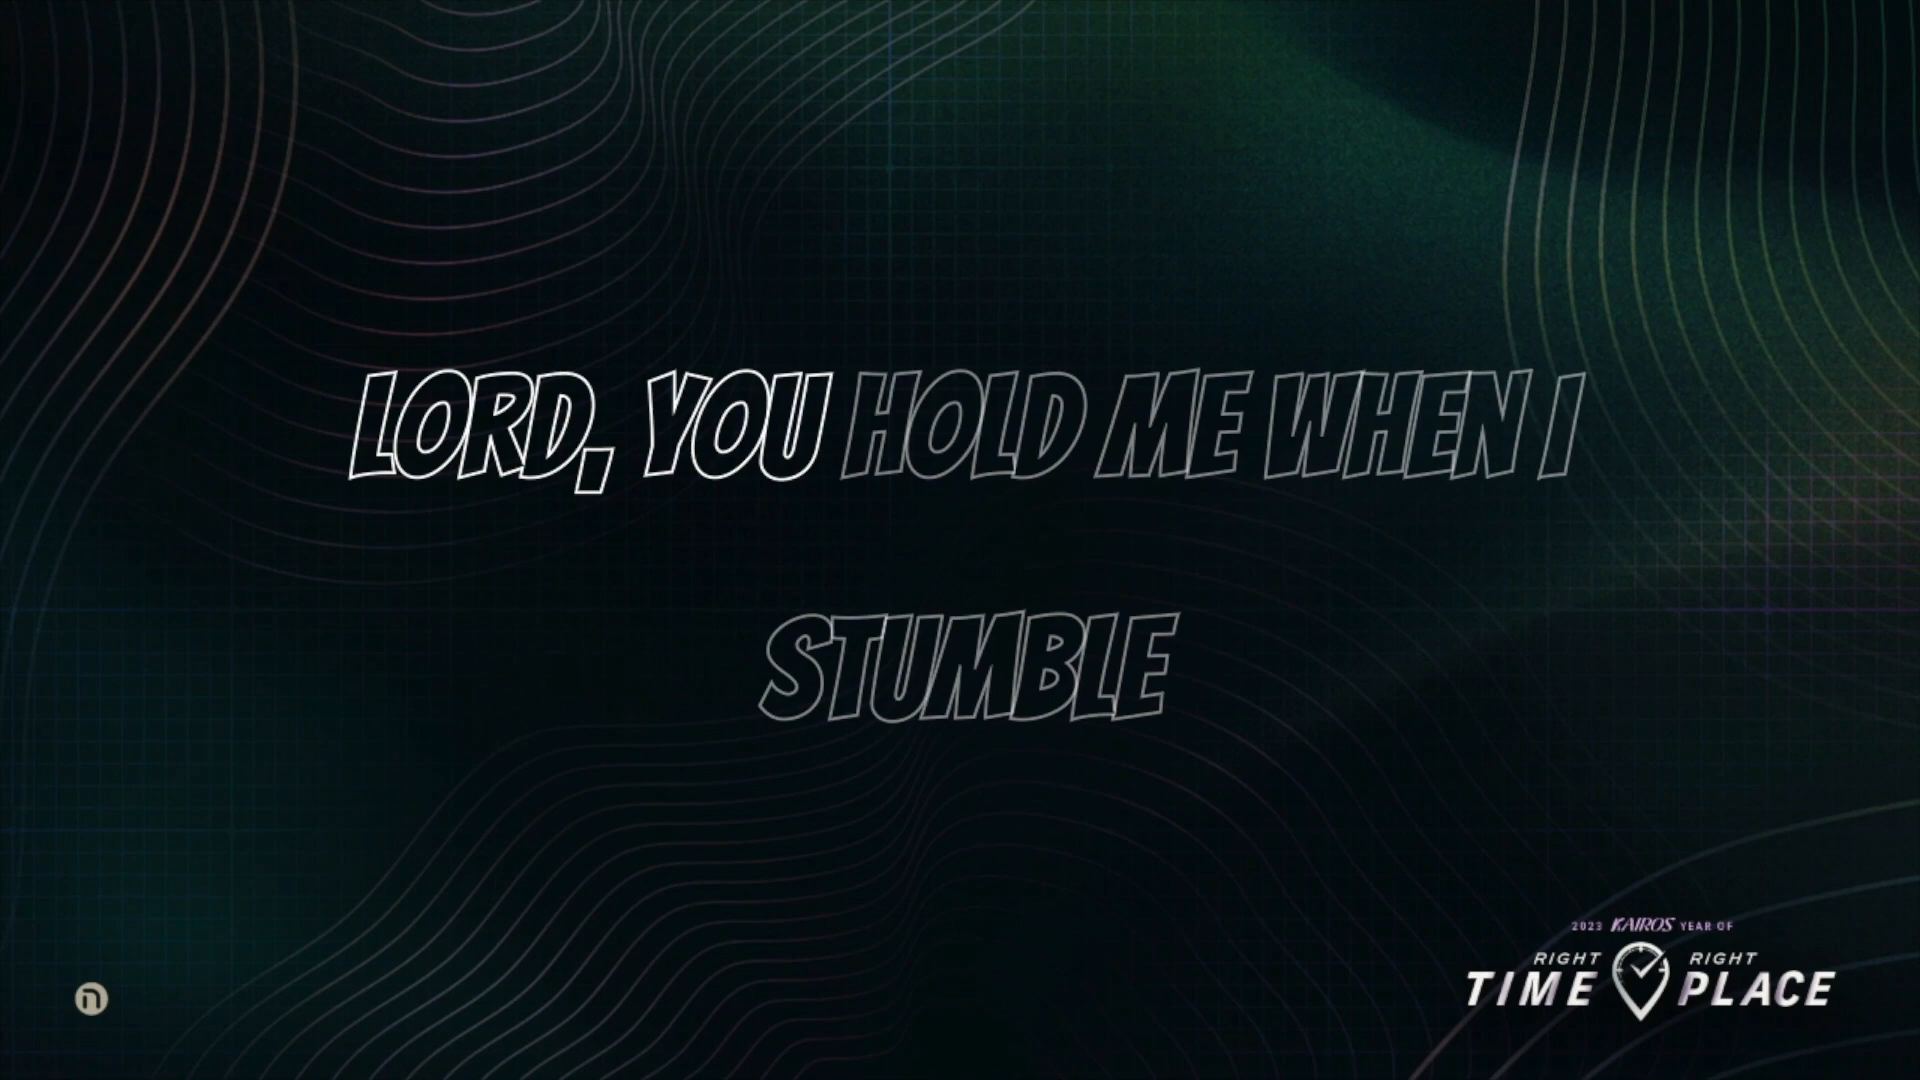 LORD, YOU HOLD ME WHEN I
STUMBLE
2023 KAIROS YEAR OF
RIGHT RIGHT
TIME PLACE
n